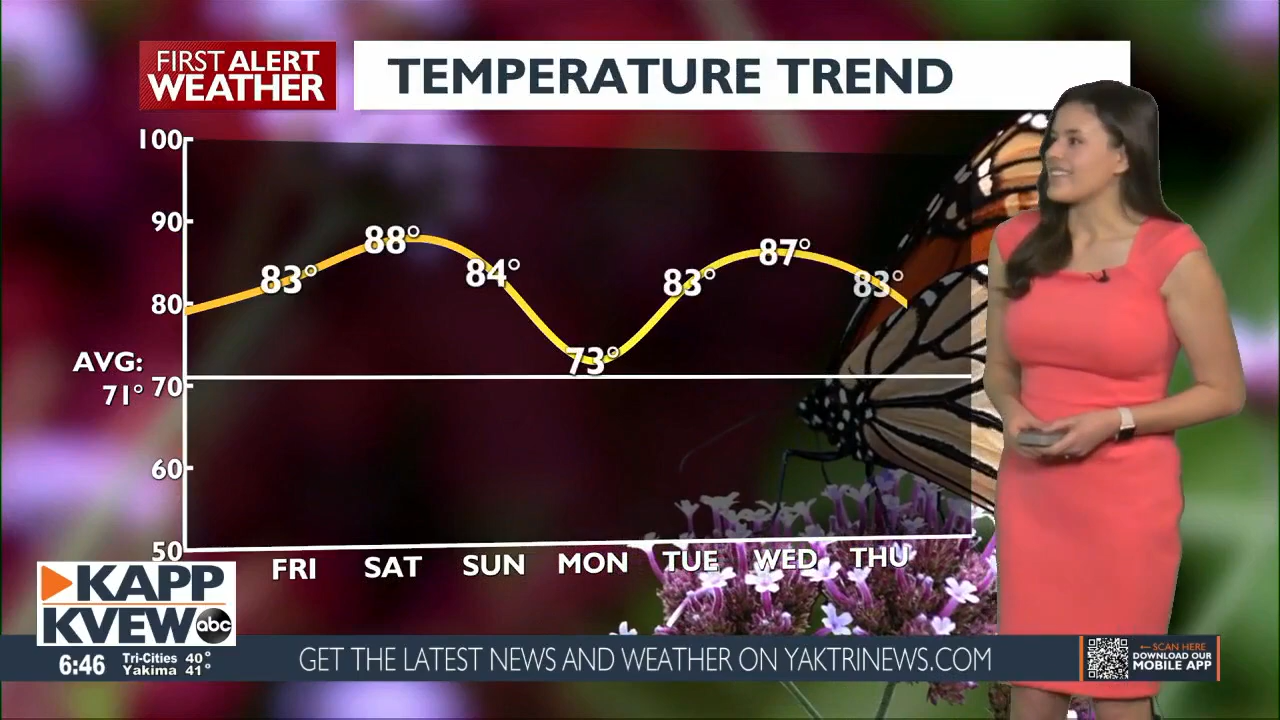 FIRST ALERT
WEATHER
TEMPERATURE TREND
100
90
80
AVG:
71°
70
60
50
83°
88°
84°
73°
83°
87°
83°
FRI
SAT
SUN
MON
TUE
WED
THU
KAPP
KVEW abc
6:46
Tri-Cities 40°
Yakima 41°
GET THE LATEST NEWS AND WEATHER ON YAKTRINEWS.COM
←SCAN HERE
DOWNLOAD OUR
MOBILE APP